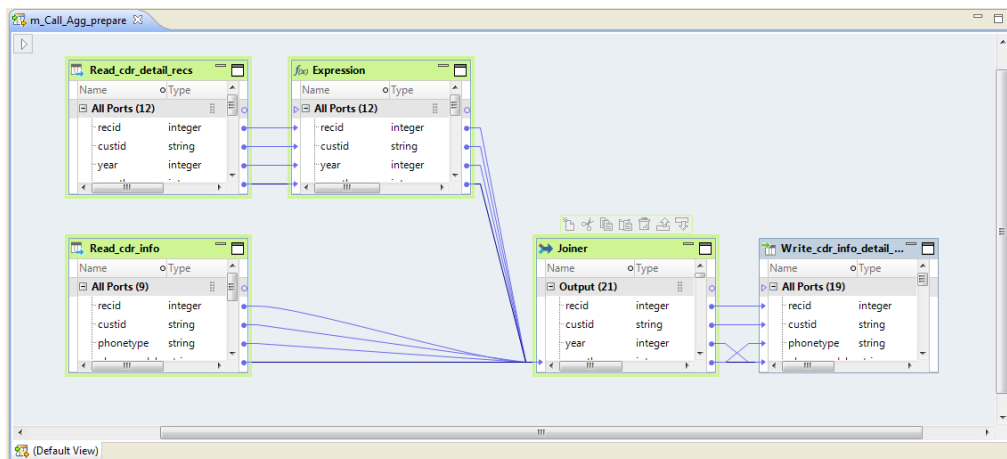 m_Call_Agg_prepare
Read_cdr_detail_recs
Name Type
All Ports (12)
recid integer
custid string
year integer
f(x) Expression
Name Type
All Ports (12)
recid integer
custid string
year integer
Read_cdr_info
Name Type
All Ports (9)
recid integer
custid string
phonetype string
Joiner
Name Type
Output (21)
recid integer
custid string
year integer
Write_cdr_info_detail_...
Name Type
All Ports (19)
recid integer
custid string
phonetype string
(Default View)